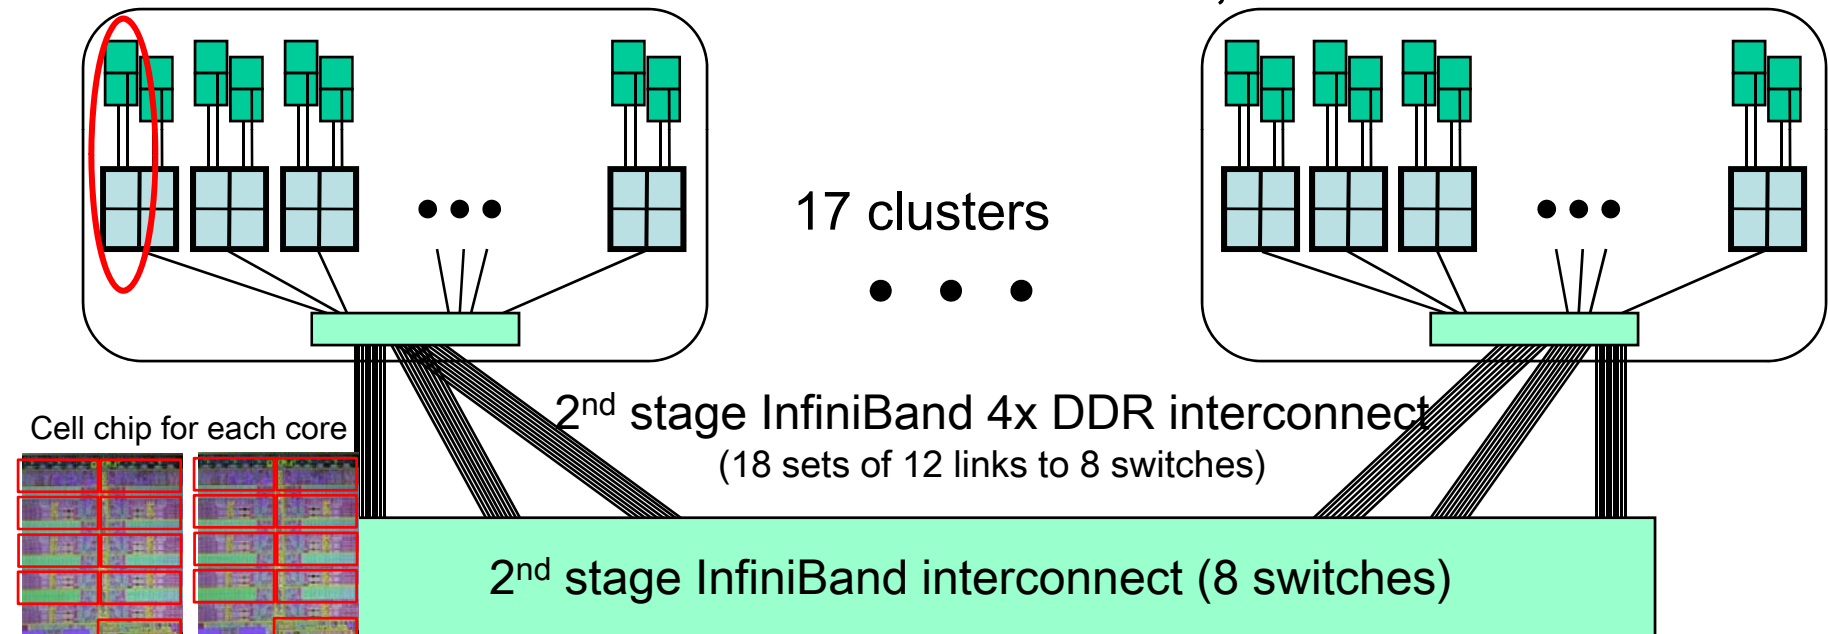 17 clusters
2nd stage InfiniBand 4x DDR interconnect
(18 sets of 12 links to 8 switches)
Cell chip for each core
2nd stage InfiniBand interconnect (8 switches)